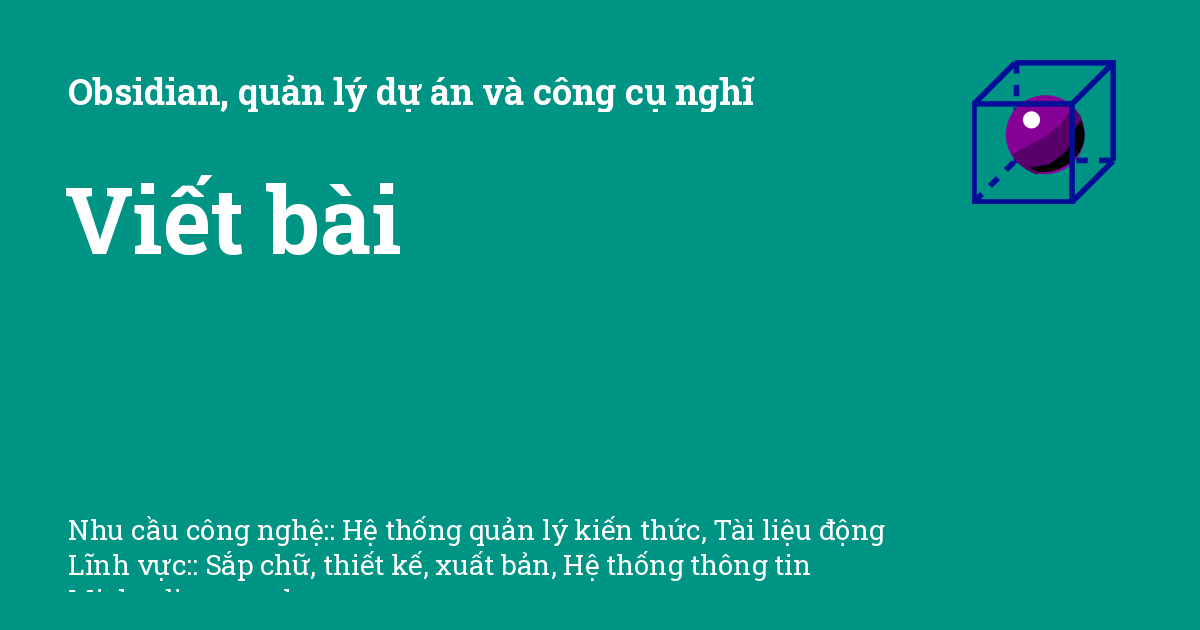 Obsidian, quản lý dự án và công cụ nghĩ
Viết bài
Nhu cầu công nghệ:: Hệ thống quản lý kiến thức, Tài liệu động
Lĩnh vực:: Sắp chữ, thiết kế, xuất bản, Hệ thống thông tin